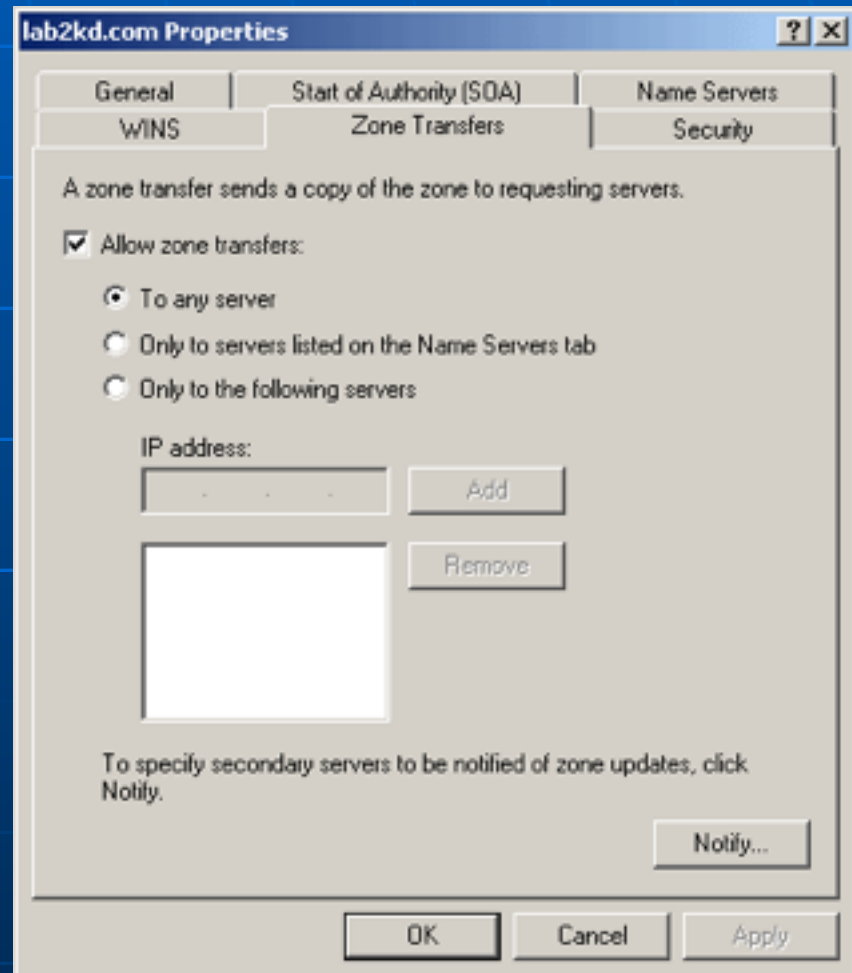 lab2kd.com Properties
General
Start of Authority (SOA)
Name Servers
WINS
Zone Transfers
Security
A zone transfer sends a copy of the zone to requesting servers.
Allow zone transfers:
To any server
Only to servers listed on the Name Servers tab
Only to the following servers
IP address:
Add
Remove
To specify secondary servers to be notified of zone updates, click
Notify.
Notify...
OK
Cancel
Apply